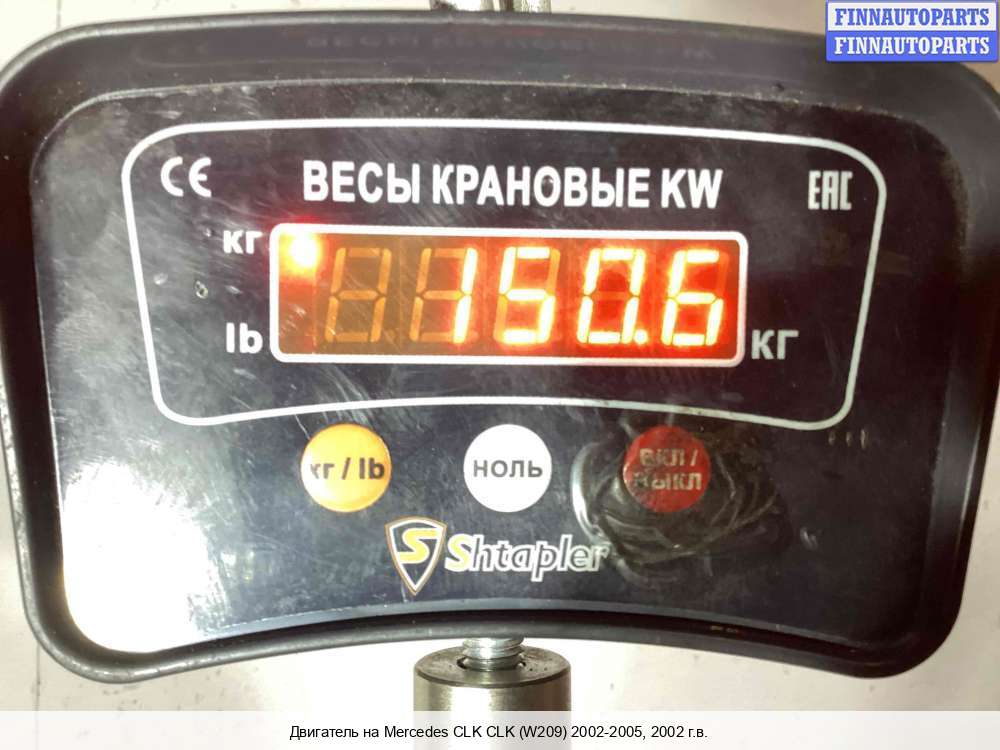 FINNAUTOPARTS
FINNAUTOPARTS
CE
ВЕСЫ КРАНОВЫЕ KW
EAC
кг
150.6
lb
кг
кг / lb
НОЛЬ
ВКЛ /
ВЫКЛ
S Shtapler
Двигатель на Mercedes CLK CLK (W209) 2002-2005, 2002 г.в.